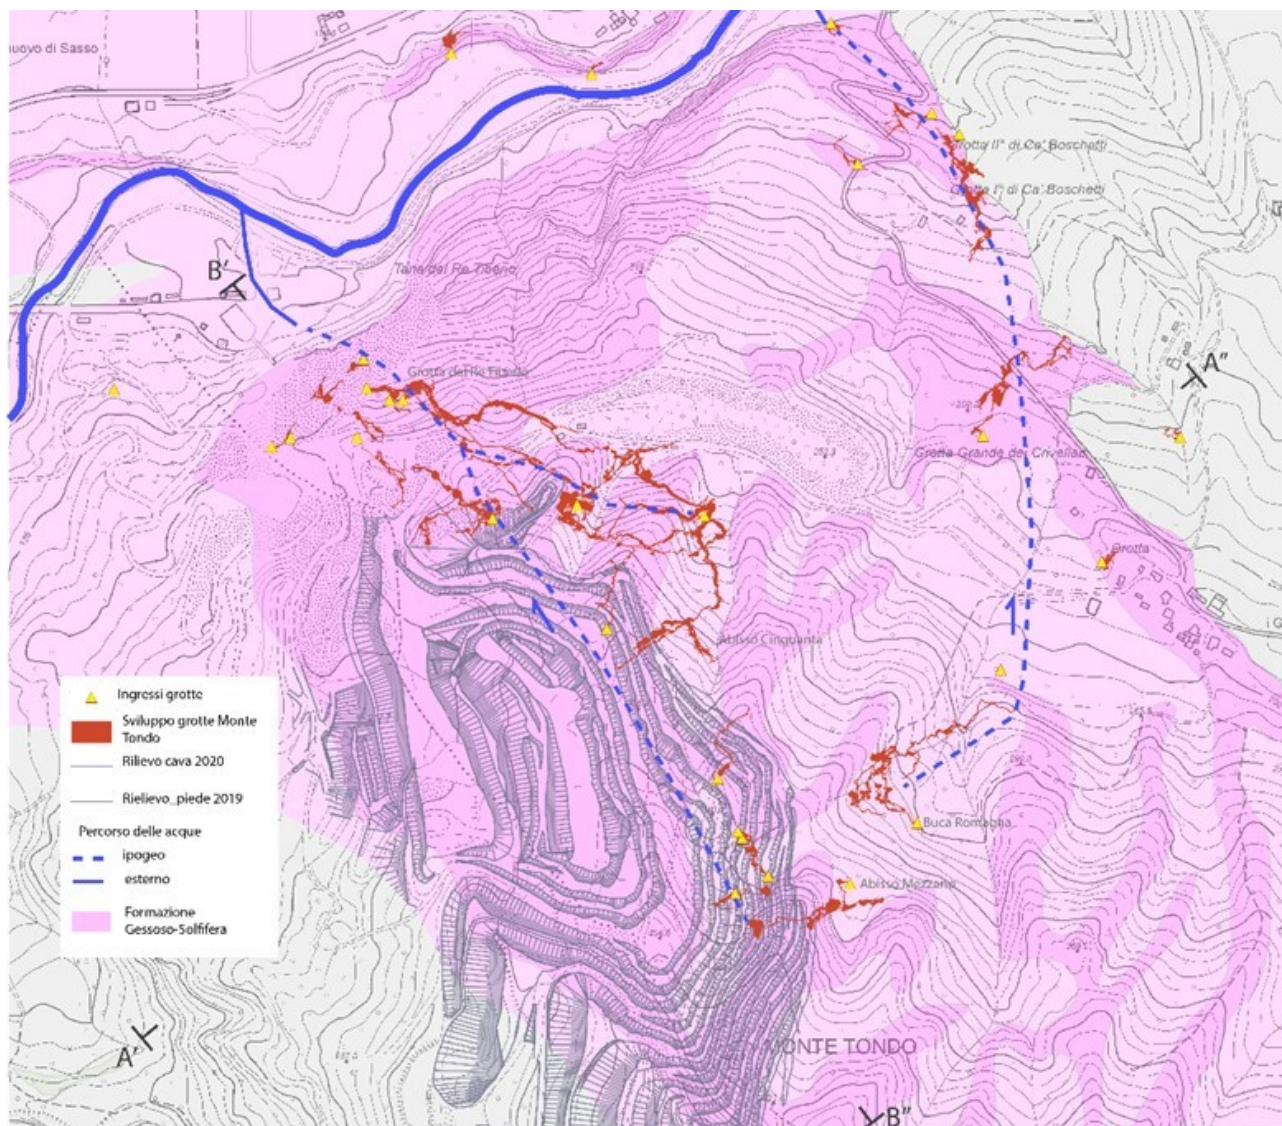 nuovo di Sasso
Grotta II° di Ca' Boschetti
Grotta I° di Ca' Boschetti
B'
Tana del Re Tiberio
A"
Grotta del Re Tiberio
Grotta Grande dei Crivellari
Grotta
Abisso Cinquanta
Ingressi grotte
Sviluppo grotte Monte
Tondo
Rilievo cava 2020
Rielievo_piede 2019
Percorso delle acque
ipogeo
esterno
Formazione
Gessoso-Solfifera
Buca Romagna
Abisso Mezzano
MONTE TONDO
A'
B"